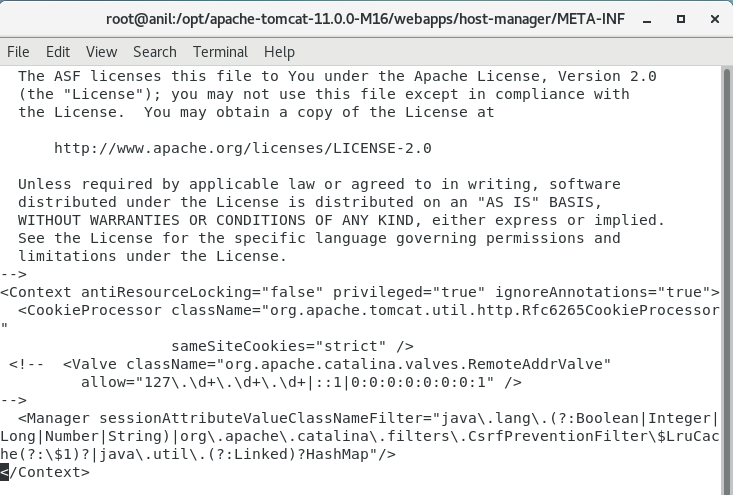 root@anil:/opt/apache-tomcat-11.0.0-M16/webapps/host-manager/META-INF
File Edit View Search Terminal Help
The ASF licenses this file to You under the Apache License, Version 2.0
(the "License"); you may not use this file except in compliance with
the License.  You may obtain a copy of the License at
http://www.apache.org/licenses/LICENSE-2.0
Unless required by applicable law or agreed to in writing, software
distributed under the License is distributed on an "AS IS" BASIS,
WITHOUT WARRANTIES OR CONDITIONS OF ANY KIND, either express or implied.
See the License for the specific language governing permissions and
limitations under the License.
-->
<Context antiResourceLocking="false" privileged="true" ignoreAnnotations="true">
  <CookieProcessor className="org.apache.tomcat.util.http.Rfc6265CookieProcessor
"
                   sameSiteCookies="strict" />
 <!--  <Valve className="org.apache.catalina.valves.RemoteAddrValve"
         allow="127\.\d+\.\d+\.\d+|::1|0:0:0:0:0:0:0:1" />
-->
  <Manager sessionAttributeValueClassNameFilter="java\.lang\.(?:Boolean|Integer|
Long|Number|String)|org\.apache\.catalina\.filters\.CsrfPreventionFilter\$LruCac
he(?:\$1)?|java\.util\.(?:Linked)?HashMap"/>
</Context>